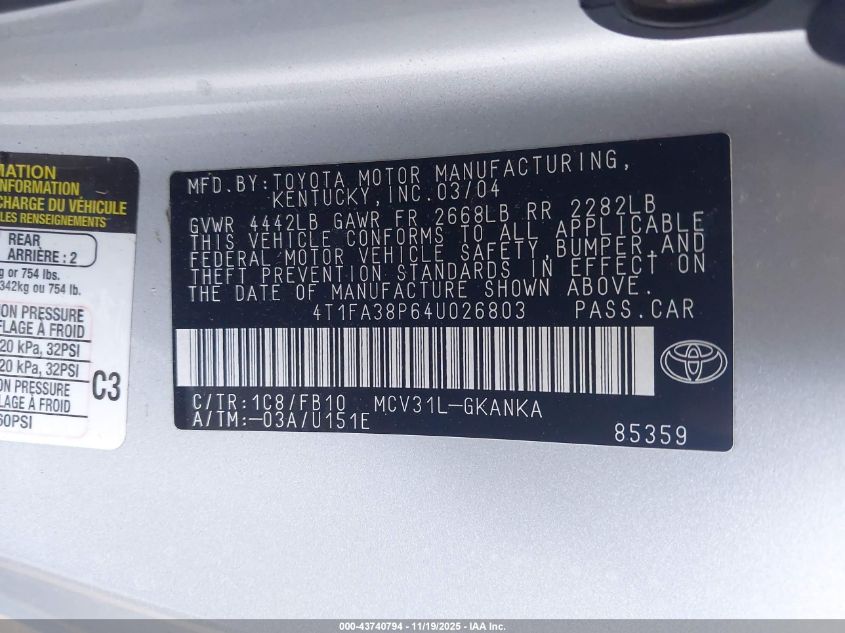 MATION
INFORMATION
CHARGE DU VÉHICULE
LES RENSEIGNEMENTS
REAR
ARRIÈRE : 2
g or 754 lbs.
342kg ou 754 lb.
ON PRESSURE
FLAGE À FROID
20 kPa, 32PSI
20 kPa, 32PSI
ON PRESSURE
FLAGE À FROID
60PSI
C3
MFD.BY:TOYOTA MOTOR MANUFACTURING,
KENTUCKY,INC.03/04
GVWR 4442LB GAWR FR 2668LB RR 2282LB
THIS VEHICLE CONFORMS TO ALL APPLICABLE
FEDERAL MOTOR VEHICLE SAFETY,BUMPER,AND
THEFT PREVENTION STANDARDS IN EFFECT ON
THE DATE OF MANUFACTURE SHOWN ABOVE.
4T1FA38P64U026803 PASS.CAR
C/TR:1C8/FB10 MCV31L-GKANKA
A/TM:-03A/U151E
85359
000-43740794 - 11/19/2025 - IAA Inc.